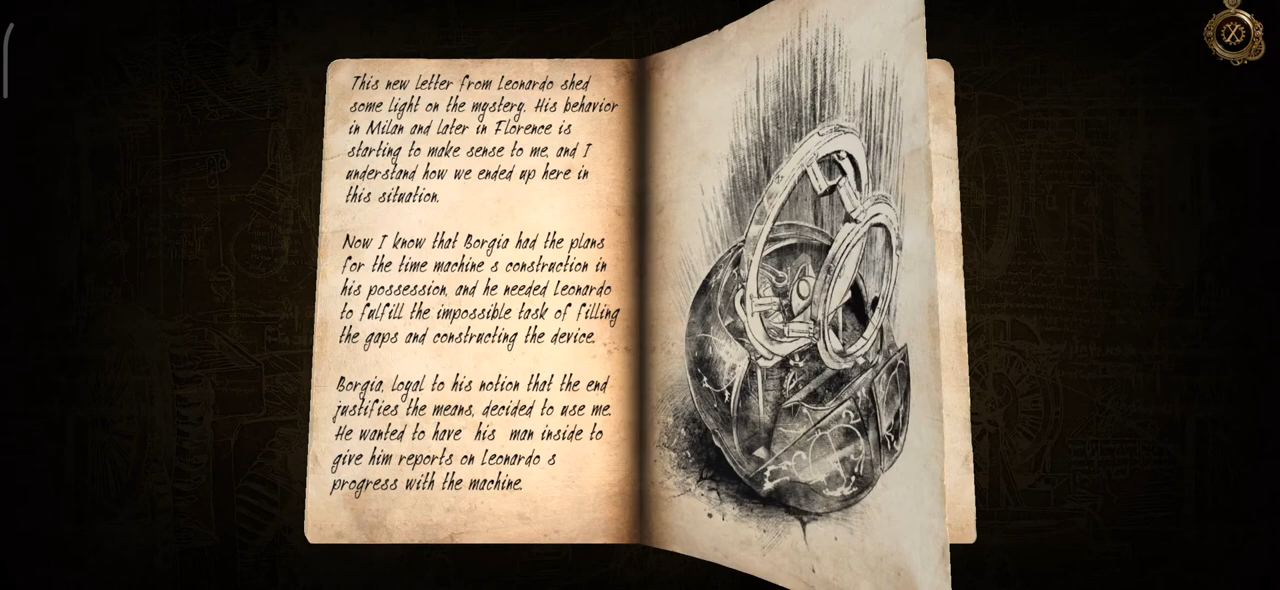 This new letter from Leonardo shed
some light on the mystery. His behavior
in Milan and later in Florence is
starting to make sense to me, and I
understand how we ended up here in
this situation.
Now I know that Borgia had the plans
for the time machine s construction in
his possession, and he needed Leonardo
to fulfill the impossible task of filling
the gaps and constructing the device.
Borgia, loyal to his notion that the end
justifies the means, decided to use me.
He wanted to have his man inside to
give him reports on Leonardo s
progress with the machine.